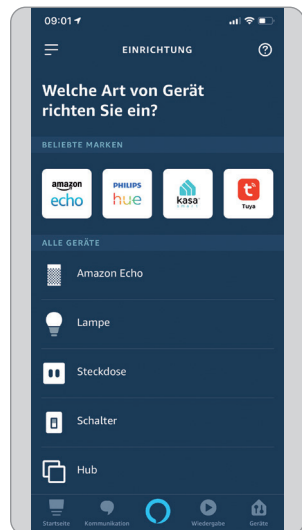 09:01
EINRICHTUNG
Welche Art von Gerät
richten Sie ein?
BELIEBTE MARKEN
amazon
echo
PHILIPS
hue
kasa
SMART
Tuya
ALLE GERÄTE
Amazon Echo
Lampe
Steckdose
Schalter
Hub
Startseite Kommunikation Wiedergabe Geräte